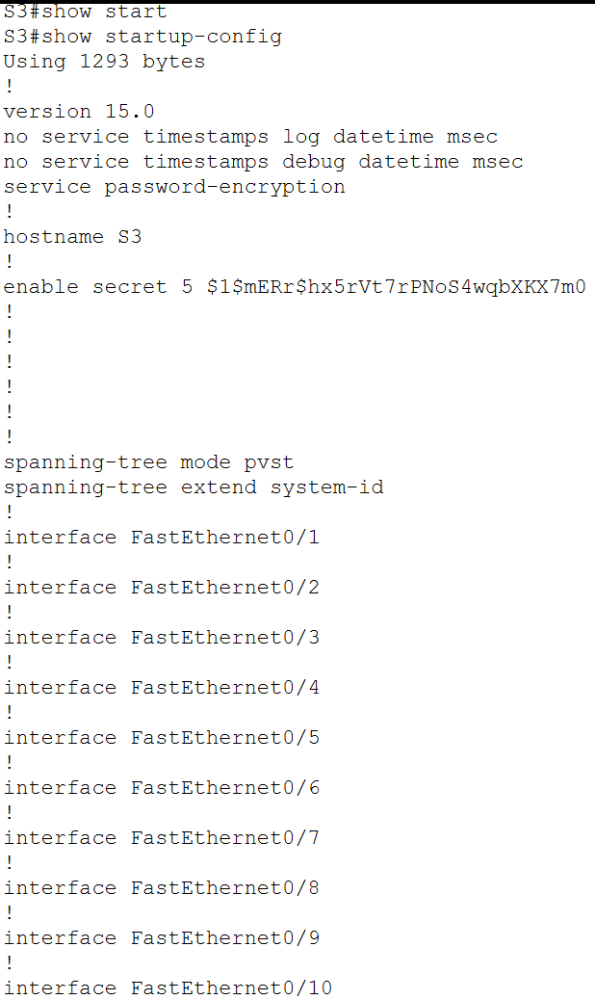 S3#show start
S3#show startup-config
Using 1293 bytes
!
version 15.0
no service timestamps log datetime msec
no service timestamps debug datetime msec
service password-encryption
!
hostname S3
!
enable secret 5 $1$mERr$hx5rVt7rPNoS4wqbXKX7m0
!
!
!
!
!
!
spanning-tree mode pvst
spanning-tree extend system-id
!
interface FastEthernet0/1
!
interface FastEthernet0/2
!
interface FastEthernet0/3
!
interface FastEthernet0/4
!
interface FastEthernet0/5
!
interface FastEthernet0/6
!
interface FastEthernet0/7
!
interface FastEthernet0/8
!
interface FastEthernet0/9
!
interface FastEthernet0/10